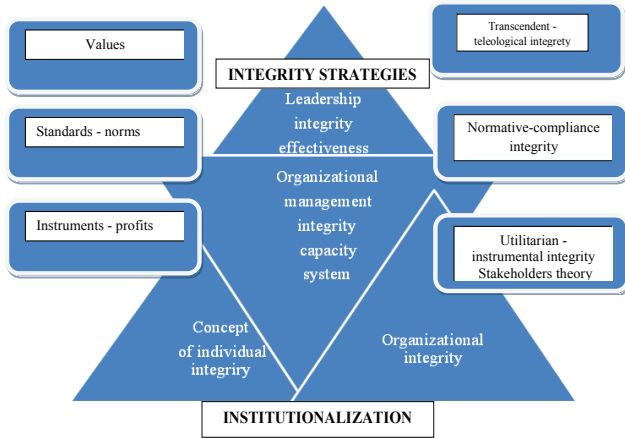 Values
Transcendent -
teleological integrety
INTEGRITY STRATEGIES
Leadership
integrity
effectiveness
Standards - norms
Normative-compliance
integrity
Organizational
management
integrity
capacity
system
Instruments - profits
Utilitarian -
instrumental integrity
Stakeholders theory
Concept
of individual
integriry
Organizational
integrity
INSTITUTIONALIZATION